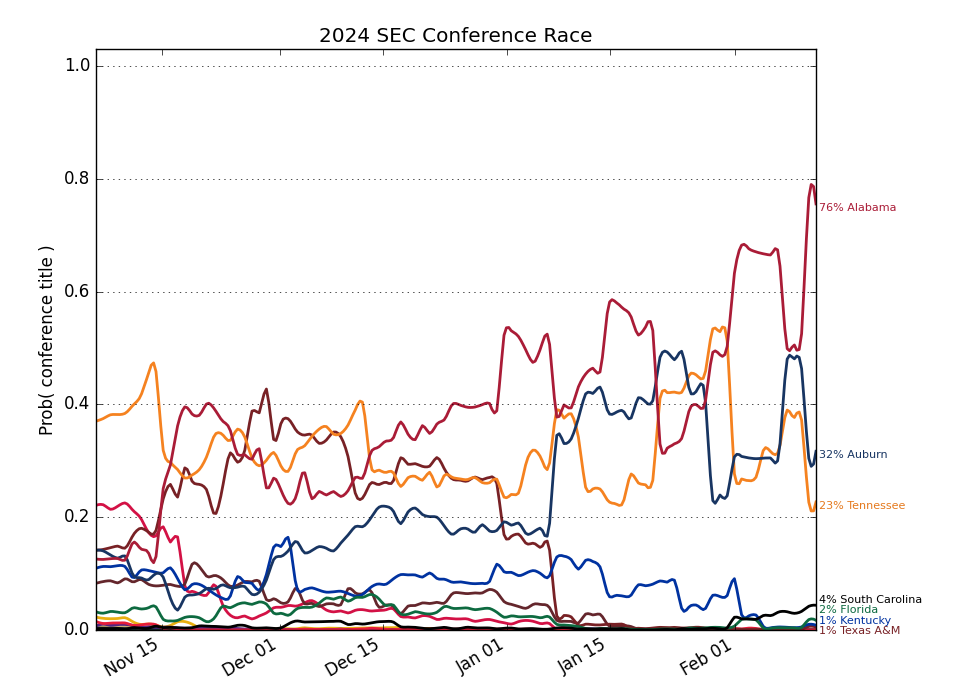 2024 SEC Conference Race
Prob( conference title )
1.0
0.8
0.6
0.4
0.2
0.0
Nov 15
Dec 01
Dec 15
Jan 01
Jan 15
Feb 01
76% Alabama
32% Auburn
23% Tennessee
4% South Carolina
2% Florida
1% Kentucky
1% Texas A&M